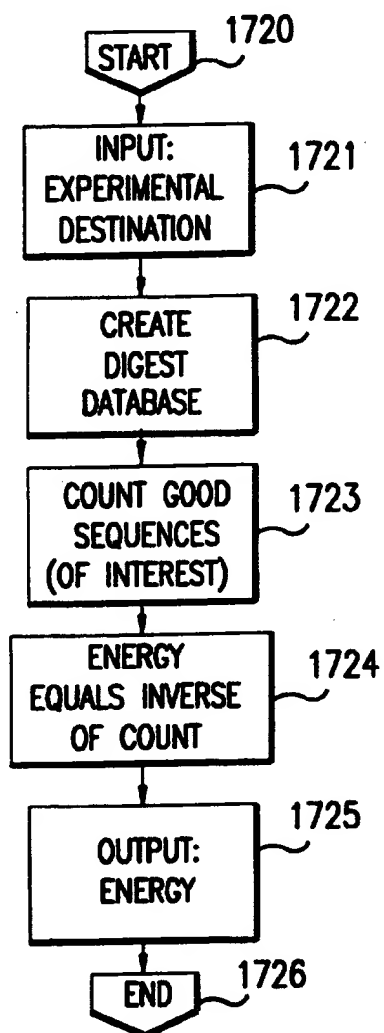 START
1720
INPUT:
EXPERIMENTAL
DESTINATION
1721
CREATE
DIGEST
DATABASE
1722
COUNT GOOD
SEQUENCES
(OF INTEREST)
1723
ENERGY
EQUALS INVERSE
OF COUNT
1724
OUTPUT:
ENERGY
1725
END
1726